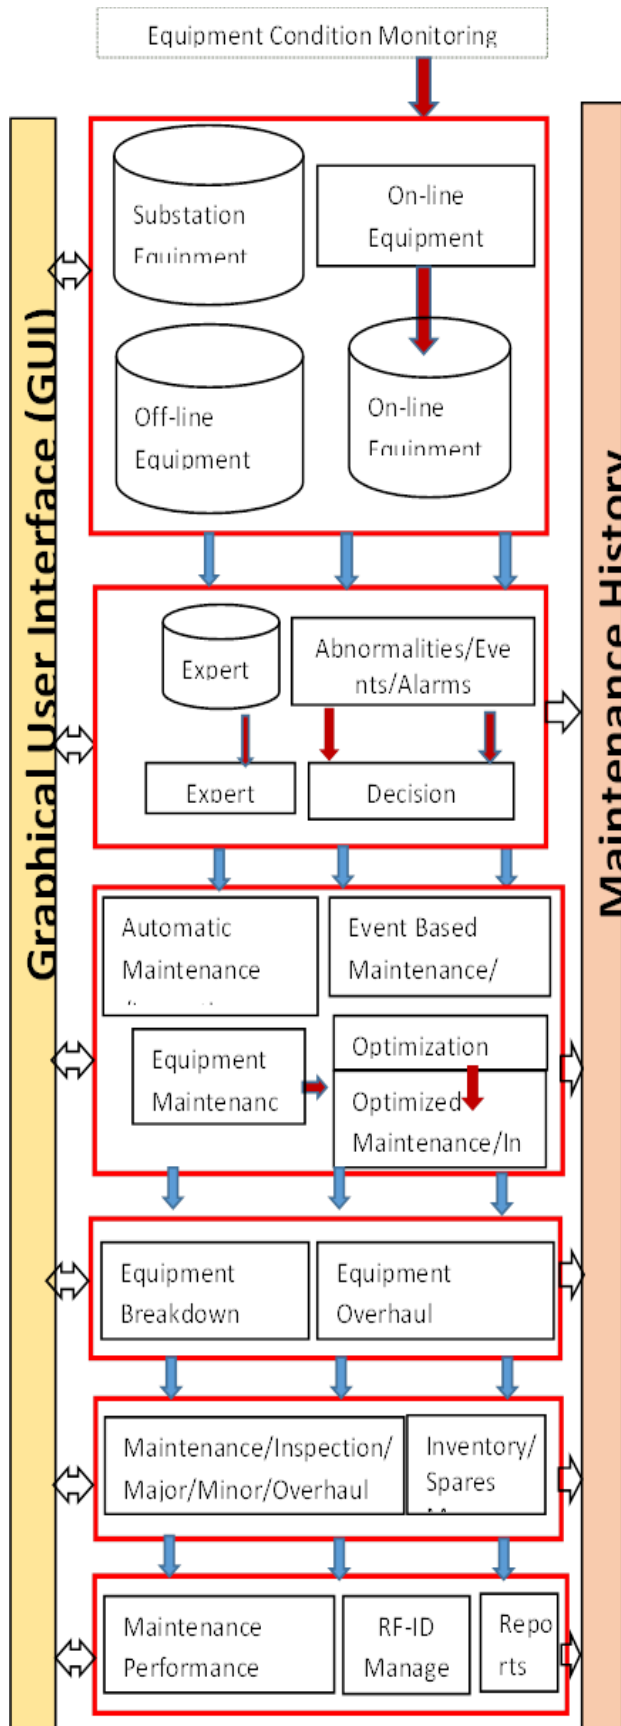 Equipment Condition Monitoring
Substation
Equipment
On-line
Equipment
Off-line
Equipment
On-line
Equipment
Graphical User Interface (GUI)
Maintenance History
Expert
Abnormalities/Eve
nts/Alarms
Expert
Decision
Automatic
Maintenance
Event Based
Maintenance/
Equipment
Maintenanc
Optimization
Optimized
Maintenance/In
Equipment
Breakdown
Equipment
Overhaul
Maintenance/Inspection/
Major/Minor/Overhaul
Inventory/
Spares
Maintenance
Performance
RF-ID
Manage
Repo
rts